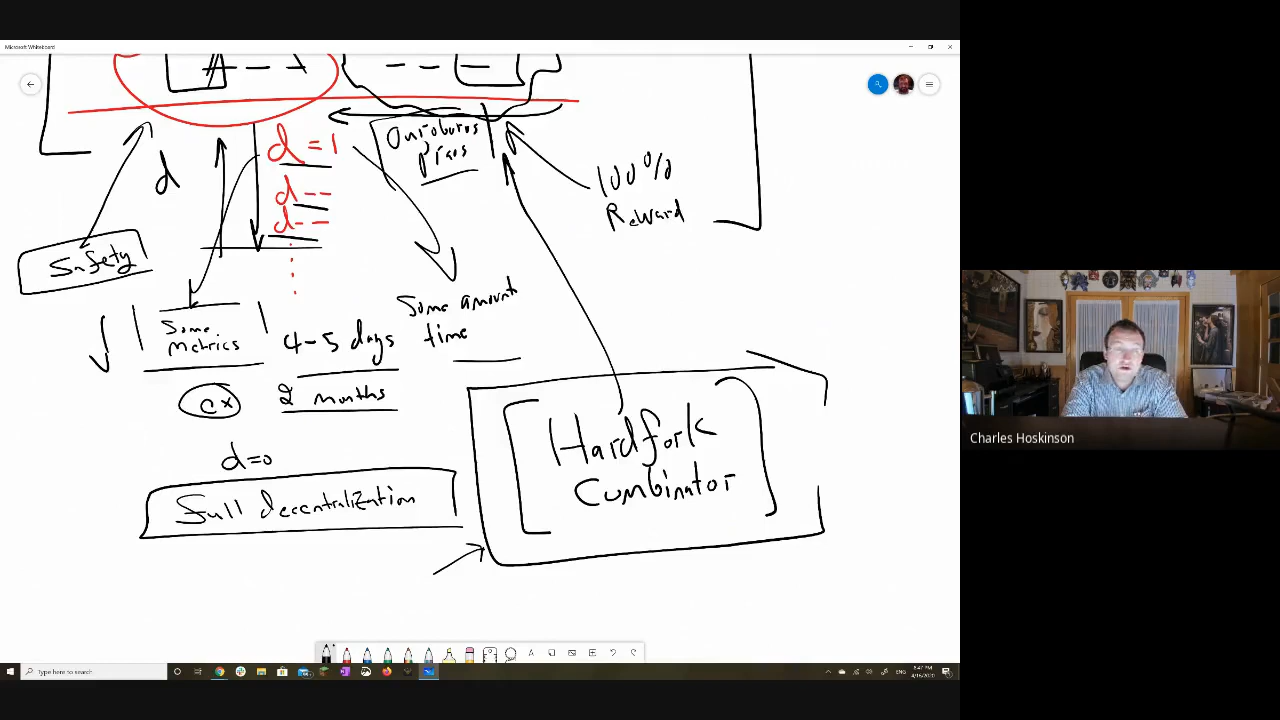 Microsoft Whiteboard
d = 1
Ouroboros
Praos
d
d--
d--
100%
Reward
Safety
Some
Metrics
4-5 days
Some amount
time
ex
2 months
d=0
Full decentralization
Hardfork
Combinator
Charles Hoskinson
Type here to search
ENG